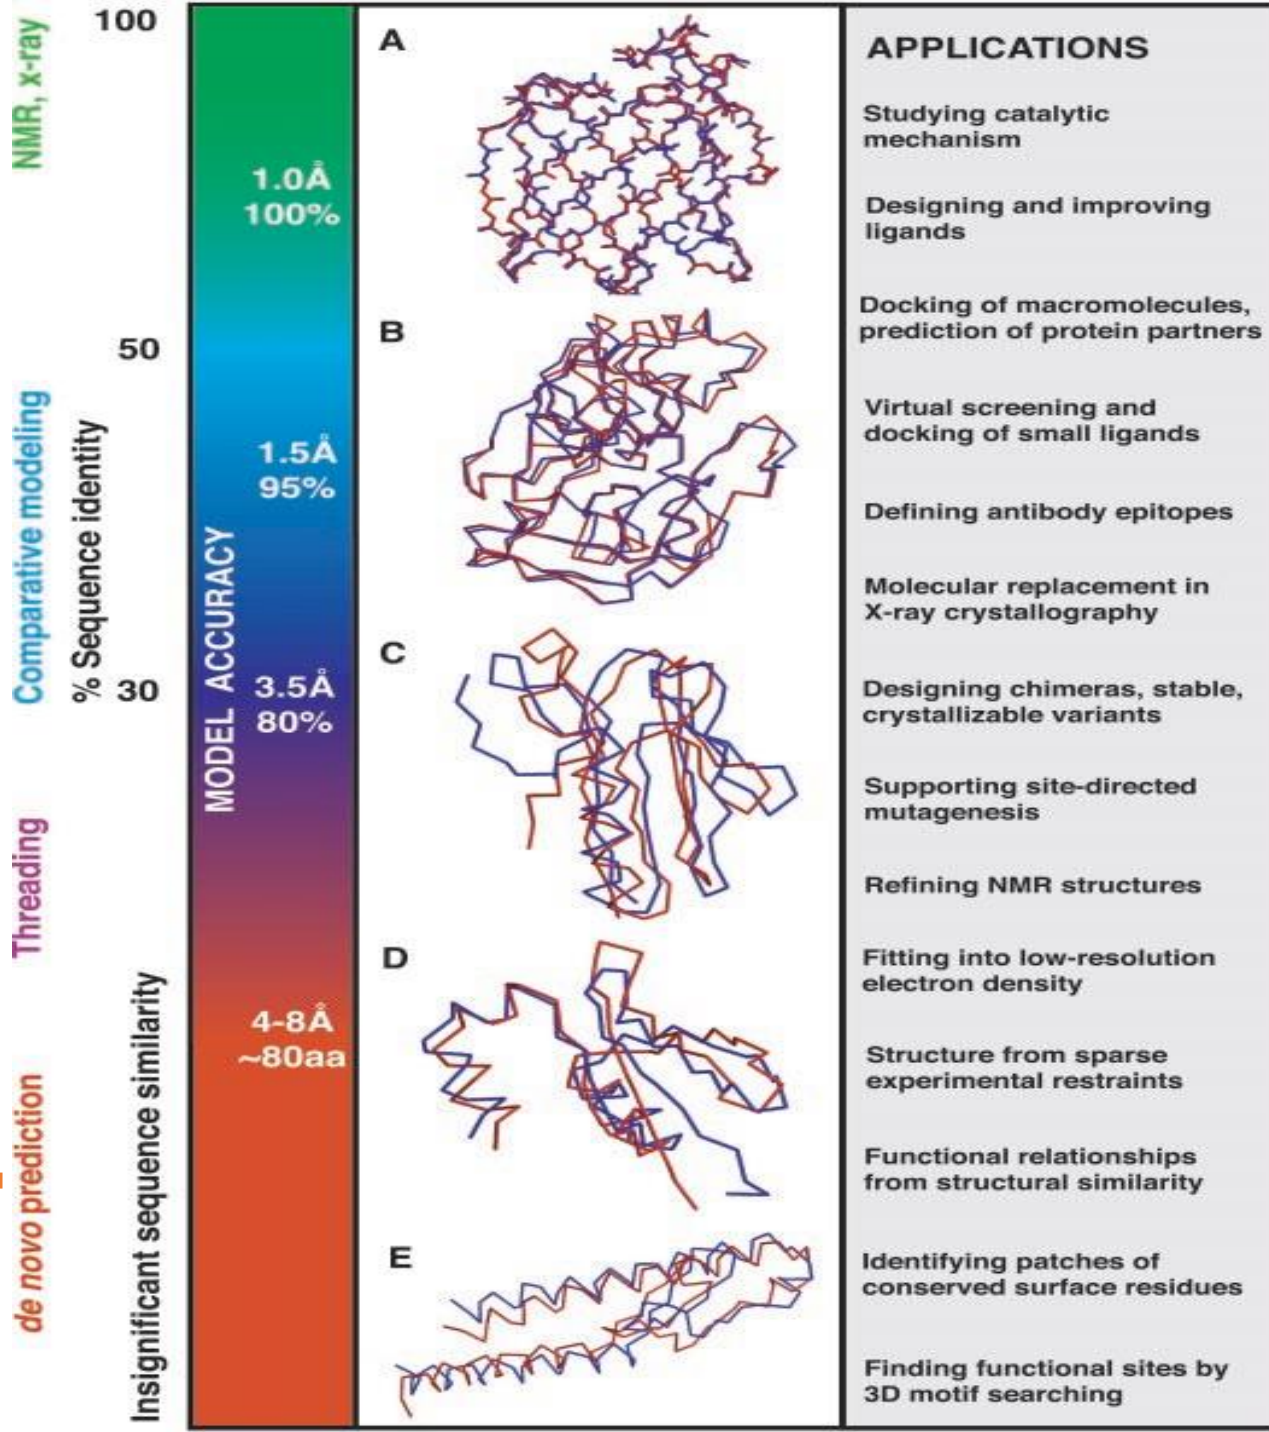 NMR, x-ray
Comparative modeling
Threading
de novo prediction
% Sequence identity
100
50
30
Insignificant sequence similarity
MODEL ACCURACY
1.0Å
100%
1.5Å
95%
3.5Å
80%
4-8Å
~80aa
A
B
C
D
E
APPLICATIONS
Studying catalytic
mechanism
Designing and improving
ligands
Docking of macromolecules,
prediction of protein partners
Virtual screening and
docking of small ligands
Defining antibody epitopes
Molecular replacement in
X-ray crystallography
Designing chimeras, stable,
crystallizable variants
Supporting site-directed
mutagenesis
Refining NMR structures
Fitting into low-resolution
electron density
Structure from sparse
experimental restraints
Functional relationships
from structural similarity
Identifying patches of
conserved surface residues
Finding functional sites by
3D motif searching